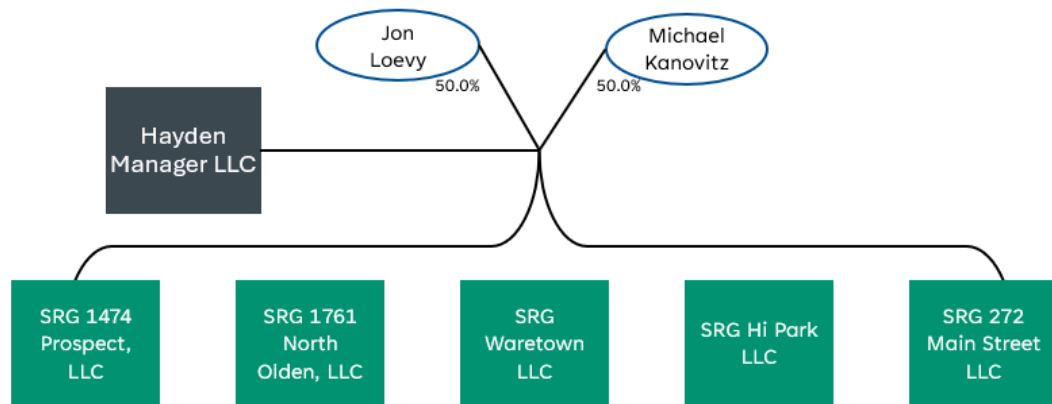 Jon
Loevy
Michael
Kanovitz
50.0%
50.0%
Hayden
Manager LLC
SRG 1474
Prospect,
LLC
SRG 1761
North
Olden, LLC
SRG
Waretown
LLC
SRG Hi Park
LLC
SRG 272
Main Street
LLC